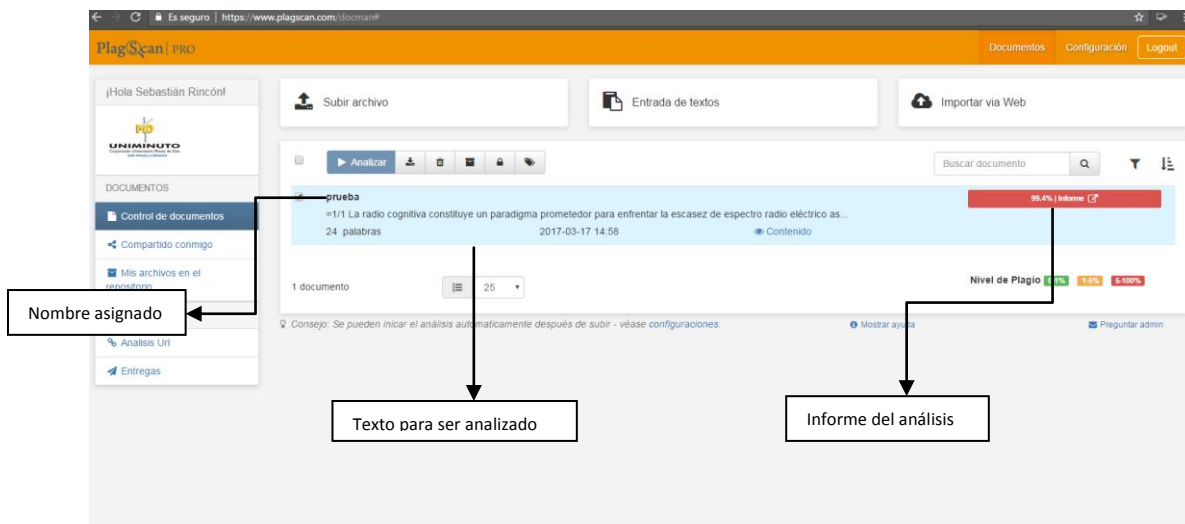 Es seguro | https://www.plagscan.com/docman#
PlagScan | PRO
Documentos
Configuración
Logout
¡Hola Sebastián Rincón!
UNIMINUTO
DOCUMENTOS
Control de documentos
Compartido conmigo
Mis archivos en el
repositorio
Analisis Url
Entregas
Subir archivo
Entrada de textos
Importar via Web
Analizar
Buscar documento
prueba
99.4% | Informe
=1/1 La radio cognitiva constituye un paradigma prometedor para enfrentar la escasez de espectro radio eléctrico as...
24 palabras
2017-03-17 14:58
Contenido
1 documento
25
Nivel de Plagio
1-5%
5-100%
Consejo: Se pueden inicar el análisis automaticamente después de subir - véase configuraciones.
Mostrar ayuda
Preguntar admin
Nombre asignado
Texto para ser analizado
Informe del análisis